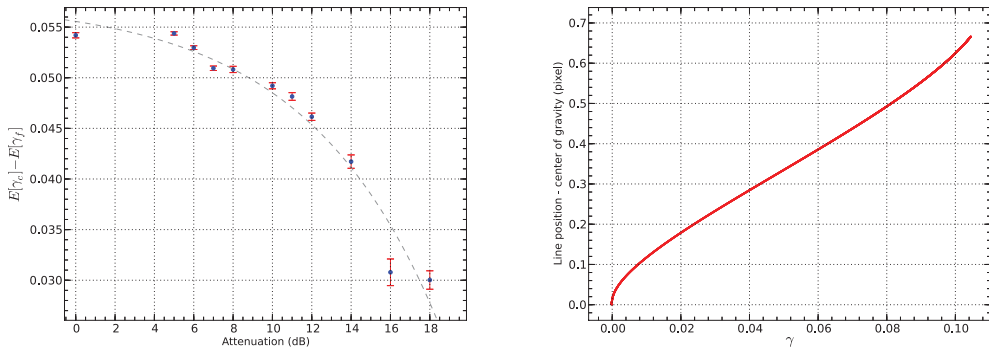 0.055
0.050
0.045
0.040
0.035
0.030
E[γ_c]−E[γ_f]
0 2 4 6 8 10 12 14 16 18
Attenuation (dB)
0.7
0.6
0.5
0.4
0.3
0.2
0.1
0.0
Line position - center of gravity (pixel)
0.00 0.02 0.04 0.06 0.08 0.10
γ